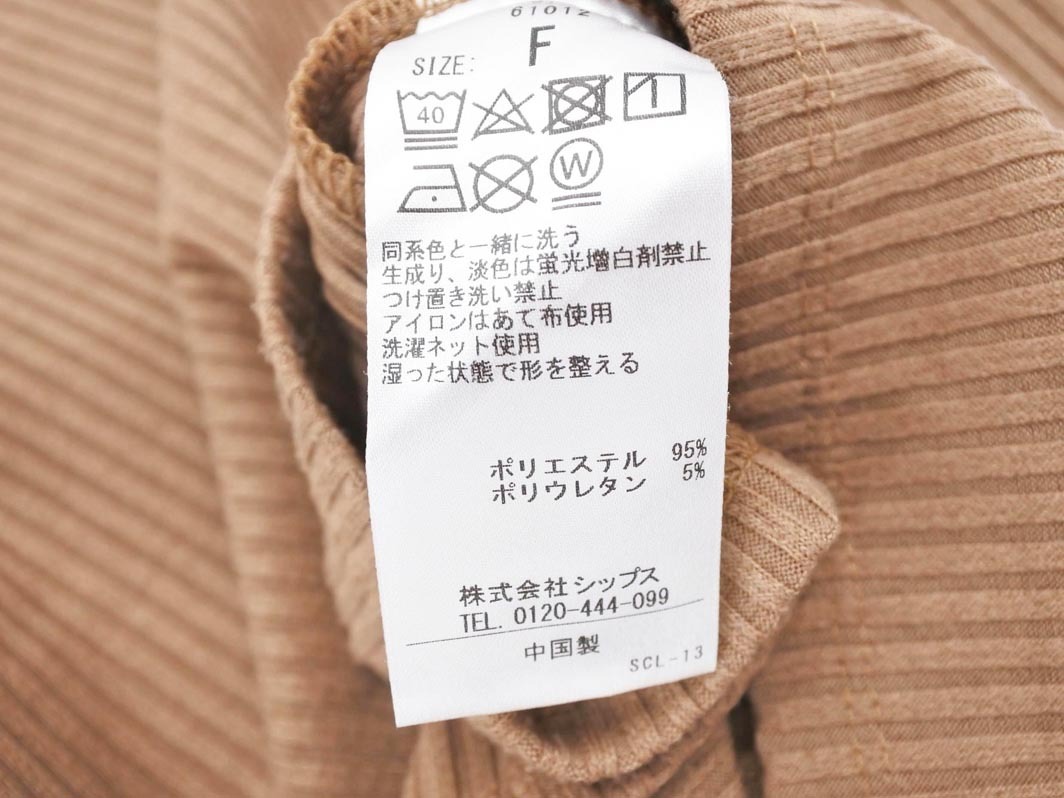 61012
SIZE: F
40
W
同系色と一緒に洗う
生成り、淡色は蛍光増白剤禁止
つけ置き洗い禁止
アイロンはあて布使用
洗濯ネット使用
湿った状態で形を整える
ポリエステル 95%
ポリウレタン 5%
株式会社シップス
TEL. 0120-444-099
中国製
SCL-13